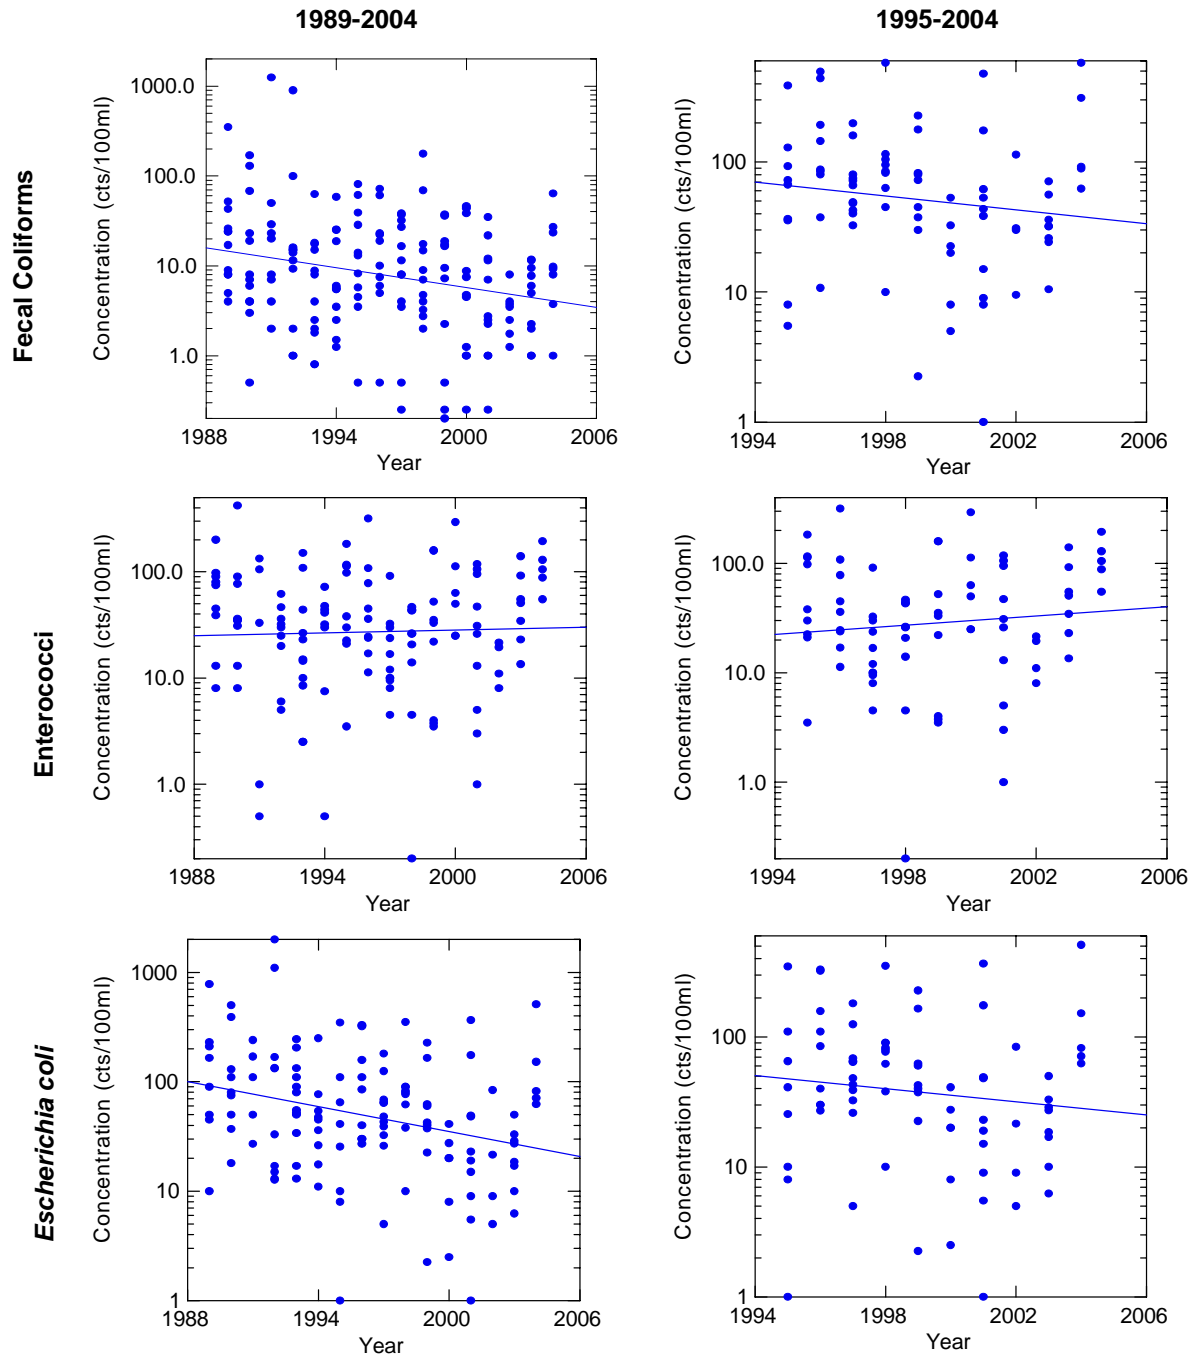 1989-2004
1995-2004
Fecal Coliforms
Concentration (cts/100ml)
1000.0
100.0
10.0
1.0
1988 1994 2000 2006
Year
Concentration (cts/100ml)
100
10
1
1994 1998 2002 2006
Year
Enterococci
Concentration (cts/100ml)
100.0
10.0
1.0
1988 1994 2000 2006
Year
Concentration (cts/100ml)
100.0
10.0
1.0
1994 1998 2002 2006
Year
Escherichia coli
Concentration (cts/100ml)
1000
100
10
1
1988 1994 2000 2006
Year
Concentration (cts/100ml)
100
10
1
1994 1998 2002 2006
Year